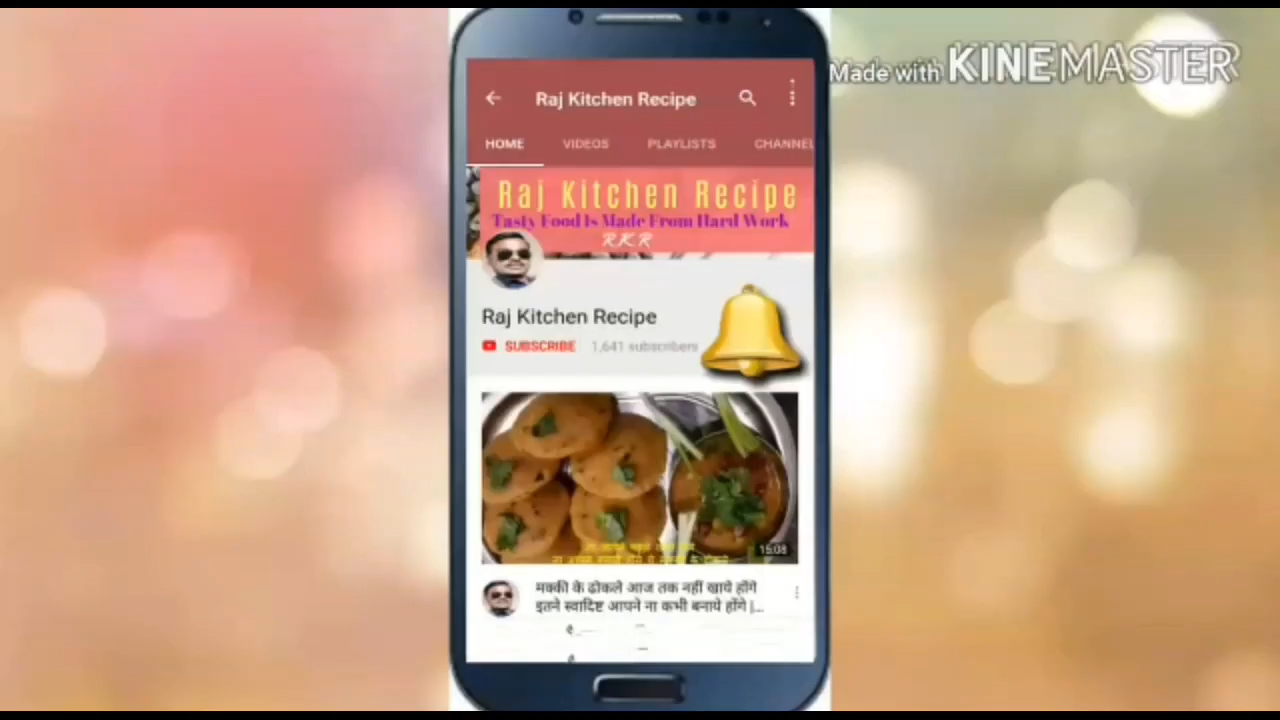 Made with KINEMASTER
Raj Kitchen Recipe
HOME VIDEOS PLAYLISTS CHANNEL
Raj Kitchen Recipe
Tasty Food Is Made From Hard Work
RKR
Raj Kitchen Recipe
SUBSCRIBE 1,641 subscribers
15:08
मक्की के ढोकले आज तक नहीं खाये होंगे
इतने स्वादिष्ट आपने ना कभी बनाये होंगे |...